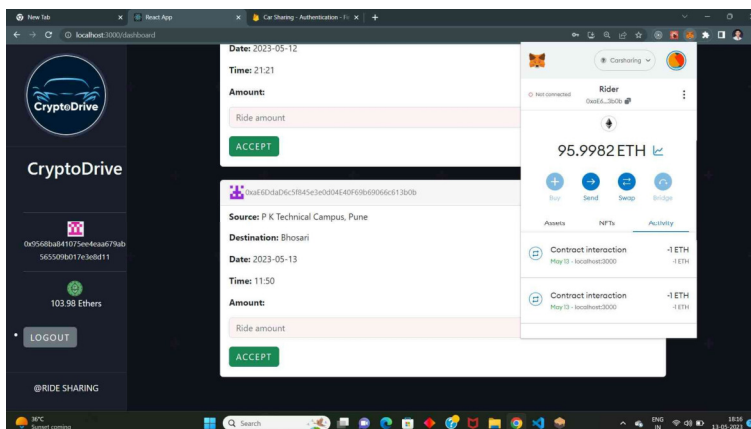 New Tab
React App
Car Sharing - Authentication - Fi
localhost:3000/dashboard
CryptoDrive
CryptoDrive
0x9568ba841075ee4eaa679ab
565509b017e3e8d11
103.98 Ethers
LOGOUT
@RIDE SHARING
Date: 2023-05-12
Time: 21:21
Amount:
Ride amount
ACCEPT
0xaE6DdaD6c5f845e3e0d04E40F69b69066c613b0b
Source: P K Technical Campus, Pune
Destination: Bhosari
Date: 2023-05-13
Time: 11:50
Amount:
Ride amount
ACCEPT
Carsharing
Not connected
Rider
0xaE6...3b0b
95.9982 ETH
Buy
Send
Swap
Bridge
Assets
NFTs
Activity
Contract interaction
-1 ETH
May 13 - localhost:3000
-1 ETH
Contract interaction
-1 ETH
May 13 - localhost:3000
-1 ETH
36°C
Sunset coming
Search
ENG
IN
18:16
13-05-2023